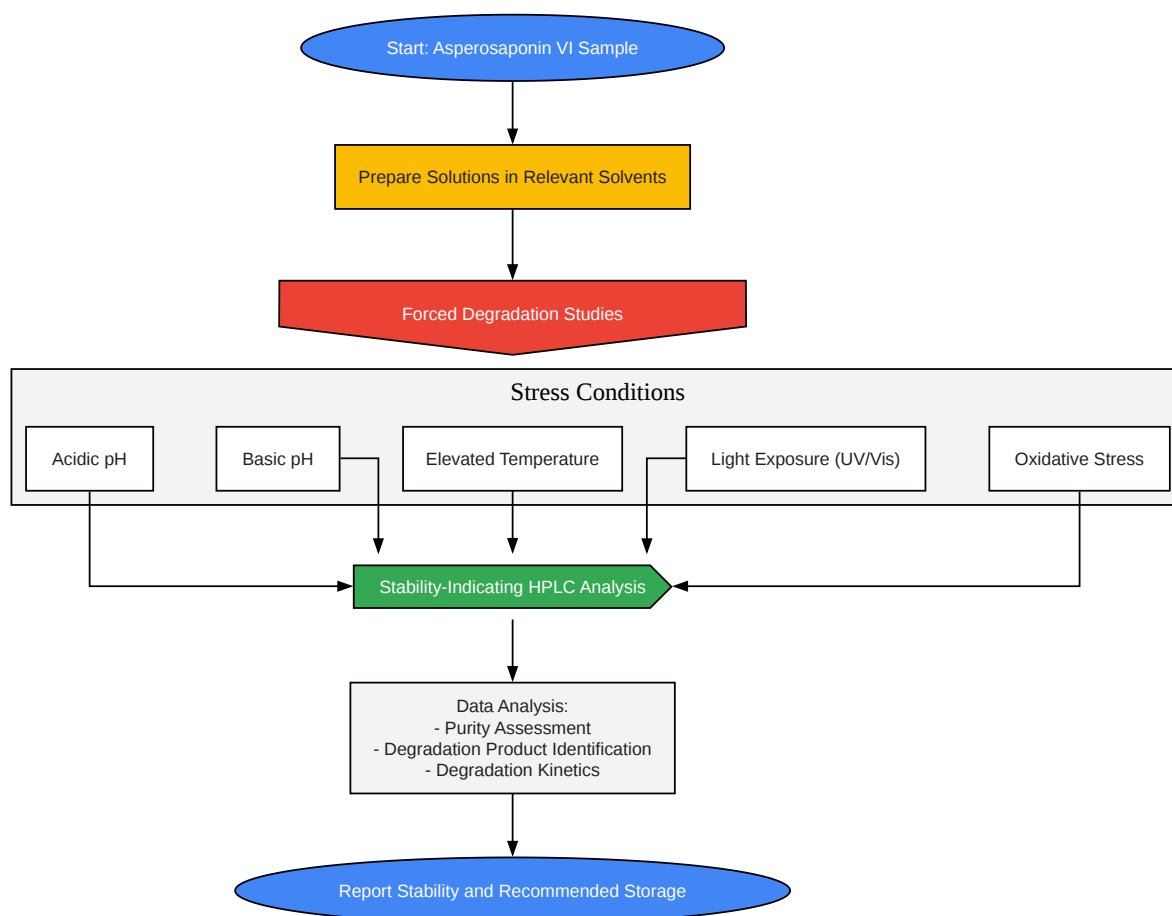 Start: Asperosaponin VI Sample
Prepare Solutions in Relevant Solvents
Forced Degradation Studies
Stress Conditions
Acidic pH
Basic pH
Elevated Temperature
Light Exposure (UV/Vis)
Oxidative Stress
Stability-Indicating HPLC Analysis
Data Analysis:
- Purity Assessment
- Degradation Product Identification
- Degradation Kinetics
Report Stability and Recommended Storage